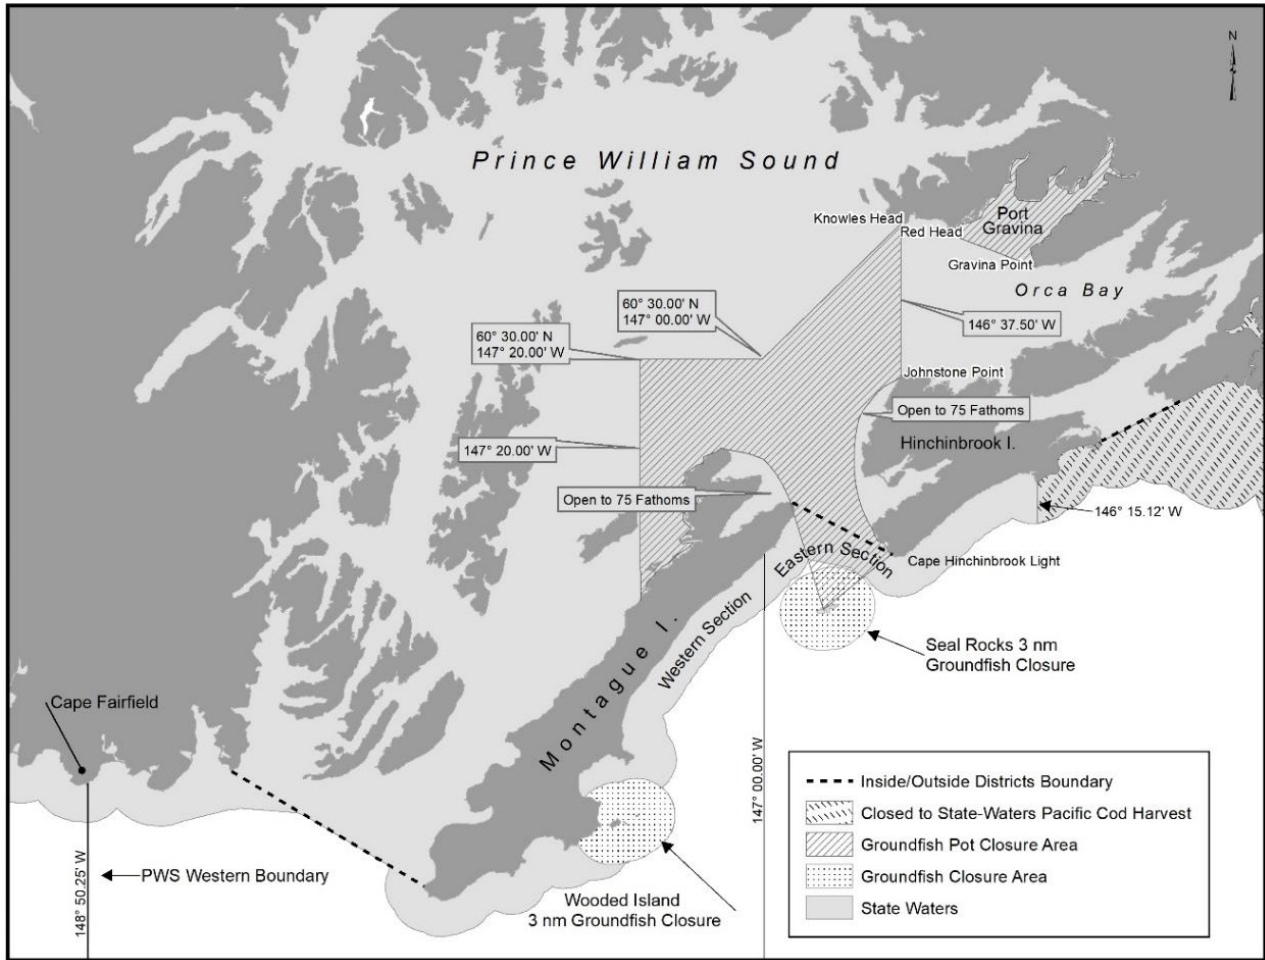 N
Prince William Sound
Knowles Head
Red Head
Port
Gravina
Gravina Point
Orca Bay
60° 30.00' N
147° 00.00' W
146° 37.50' W
60° 30.00' N
147° 20.00' W
Johnstone Point
Open to 75 Fathoms
Hinchinbrook I.
147° 20.00' W
Open to 75 Fathoms
146° 15.12' W
Eastern Section
Cape Hinchinbrook Light
Western Section
Montague I.
Seal Rocks 3 nm
Groundfish Closure
Cape Fairfield
147° 00.00' W
148° 50.25' W
PWS Western Boundary
Wooded Island
3 nm Groundfish Closure
Inside/Outside Districts Boundary
Closed to State-Waters Pacific Cod Harvest
Groundfish Pot Closure Area
Groundfish Closure Area
State Waters